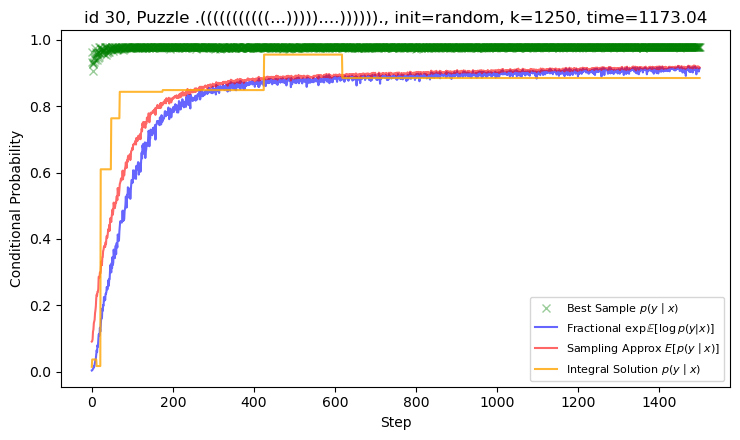 id 30, Puzzle .(((((((((((...)))))....))))))., init=random, k=1250, time=1173.04
1.0
0.8
0.6
0.4
0.2
0.0
Conditional Probability
0
200
400
600
800
1000
1200
1400
Step
Best Sample p(y | x)
Fractional exp𝔼[log p(y|x)]
Sampling Approx E[p(y | x)]
Integral Solution p(y | x)